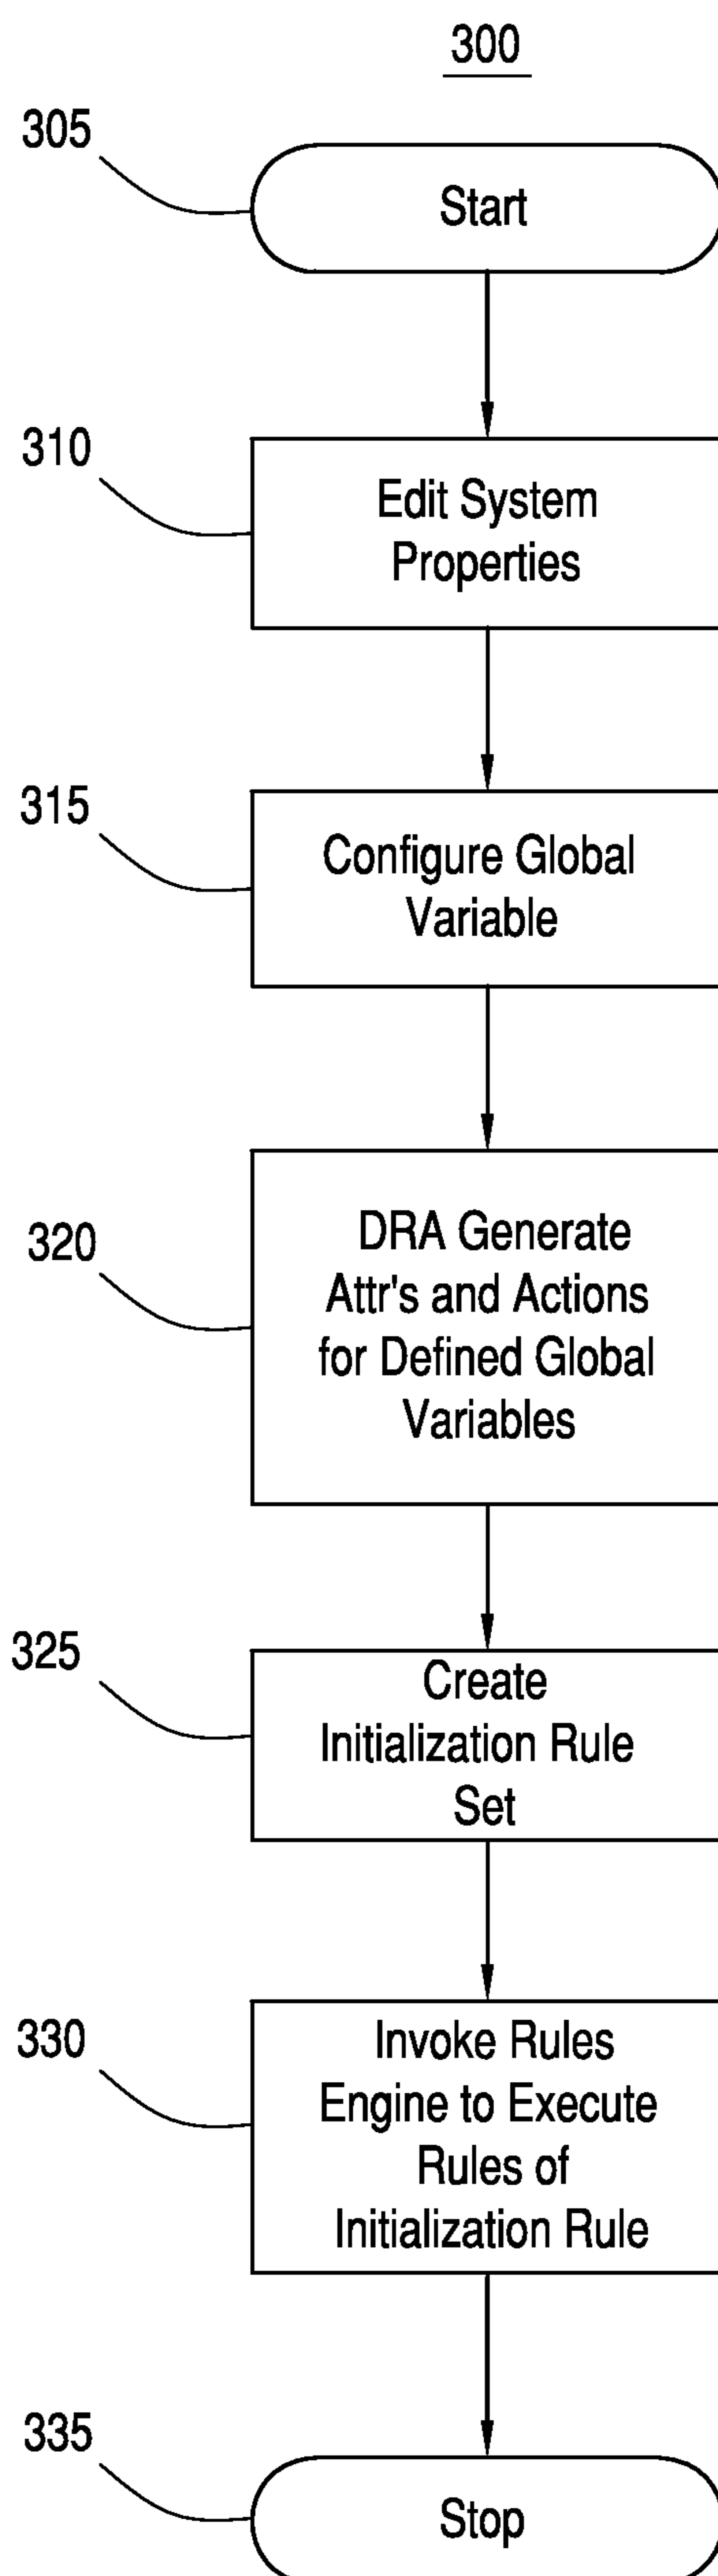 300
305
Start
310
Edit System
Properties
315
Configure Global
Variable
320
DRA Generate
Attr's and Actions
for Defined Global
Variables
325
Create
Initialization Rule
Set
330
Invoke Rules
Engine to Execute
Rules of
Initialization Rule
335
Stop